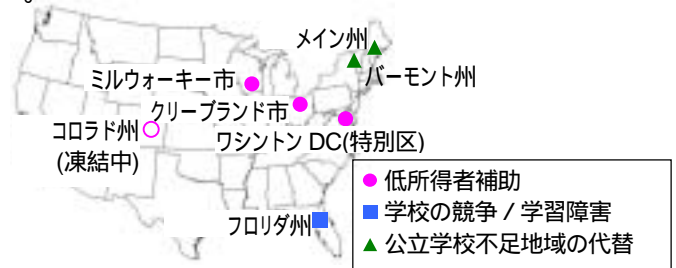 。
メイン州
バーモント州
ミルウォーキー市
クリーブランド市
コロラド州
(凍結中)
ワシントン DC(特別区)
フロリダ州
低所得者補助
学校の競争 / 学習障害
公立学校不足地域の代替